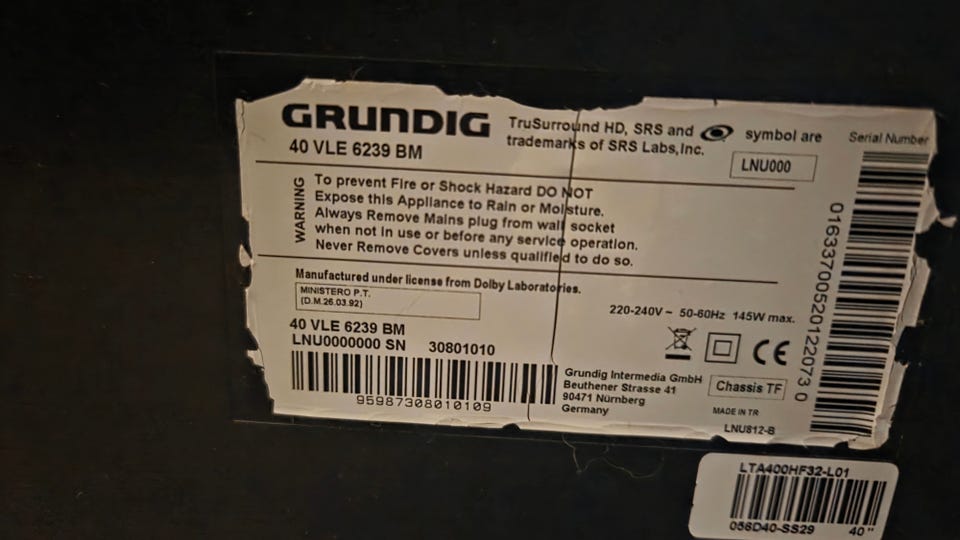 GRUNDIG
40 VLE 6239 BM
TruSurround HD, SRS and symbol are
trademarks of SRS Labs,Inc.
Serial Number
LNU000
WARNING
To prevent Fire or Shock Hazard DO NOT
Expose this Appliance to Rain or Moisture.
Always Remove Mains plug from wall socket
when not in use or before any service operation.
Never Remove Covers unless qualified to do so.
Manufactured under license from Dolby Laboratories.
MINISTERO P.T.
(D.M.26.03.92)
40 VLE 6239 BM
LNU0000000 SN 30801010
95987308010109
220-240V ~ 50-60Hz 145W max.
CE
Grundig Intermedia GmbH
Beuthener Strasse 41
90471 Nürnberg
Germany
Chassis TF
MADE IN TR
LNU812-B
01633700520122073 0
LTA400HF32-L01
056D40-SS29 40"